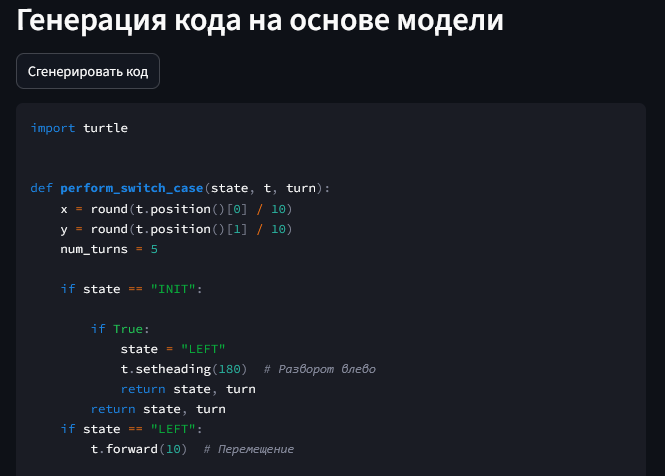 Генерация кода на основе модели
Сгенерировать код
import turtle
def perform_switch_case(state, t, turn):
    x = round(t.position()[0] / 10)
    y = round(t.position()[1] / 10)
    num_turns = 5
    if state == "INIT":
        if True:
            state = "LEFT"
            t.setheading(180)  # Разворот влево
            return state, turn
        return state, turn
    if state == "LEFT":
        t.forward(10)  # Перемещение